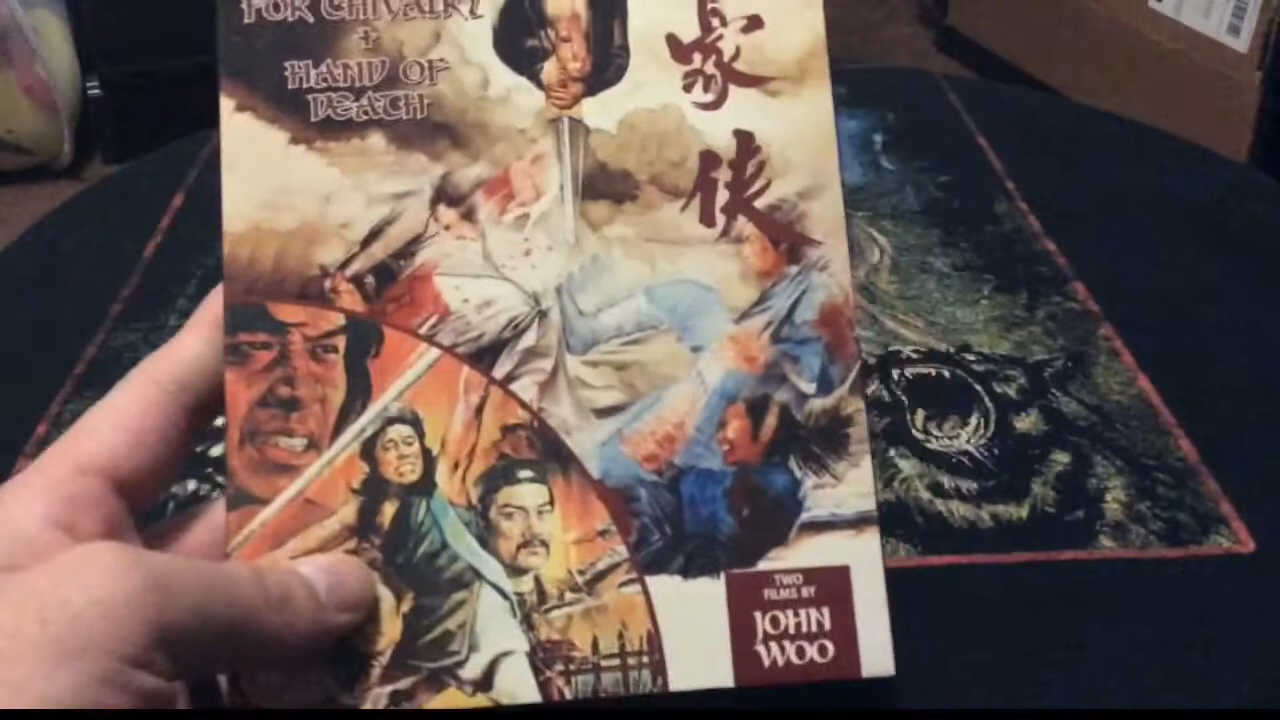 FOR CHIVALRY
+
HAND OF
DEATH
豪
俠
TWO
FILMS BY
JOHN
WOO